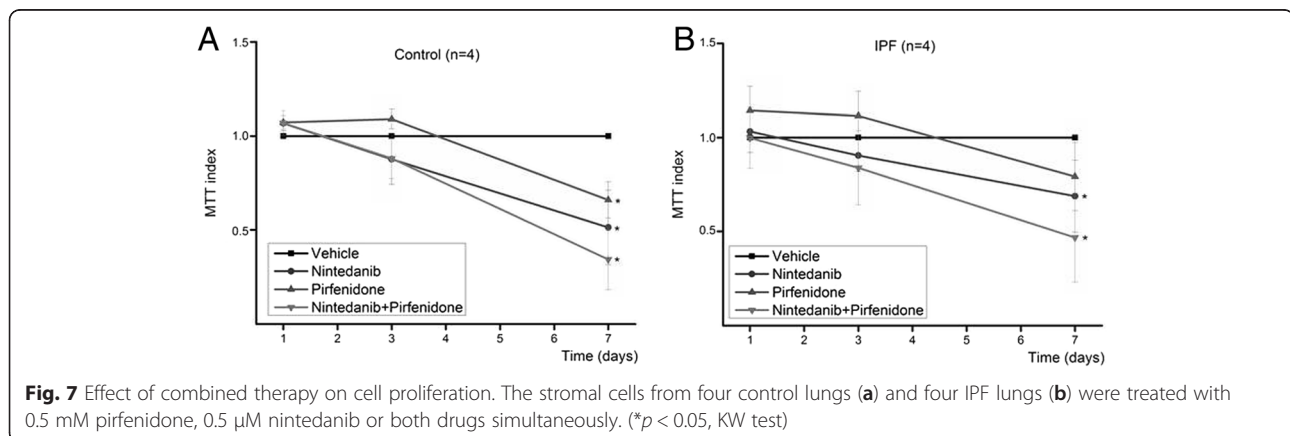 A
Control (n=4)
1.5
1.0
0.5
MTT index
Vehicle
Nintedanib
Pirfenidone
Nintedanib+Pirfenidone
*
*
*
1 2 3 4 5 6 7
Time (days)
B
IPF (n=4)
1.5
1.0
0.5
MTT index
Vehicle
Nintedanib
Pirfenidone
Nintedanib+Pirfenidone
*
*
1 2 3 4 5 6 7
Time (days)
Fig. 7 Effect of combined therapy on cell proliferation. The stromal cells from four control lungs (a) and four IPF lungs (b) were treated with
0.5 mM pirfenidone, 0.5 μM nintedanib or both drugs simultaneously. (*p < 0.05, KW test)